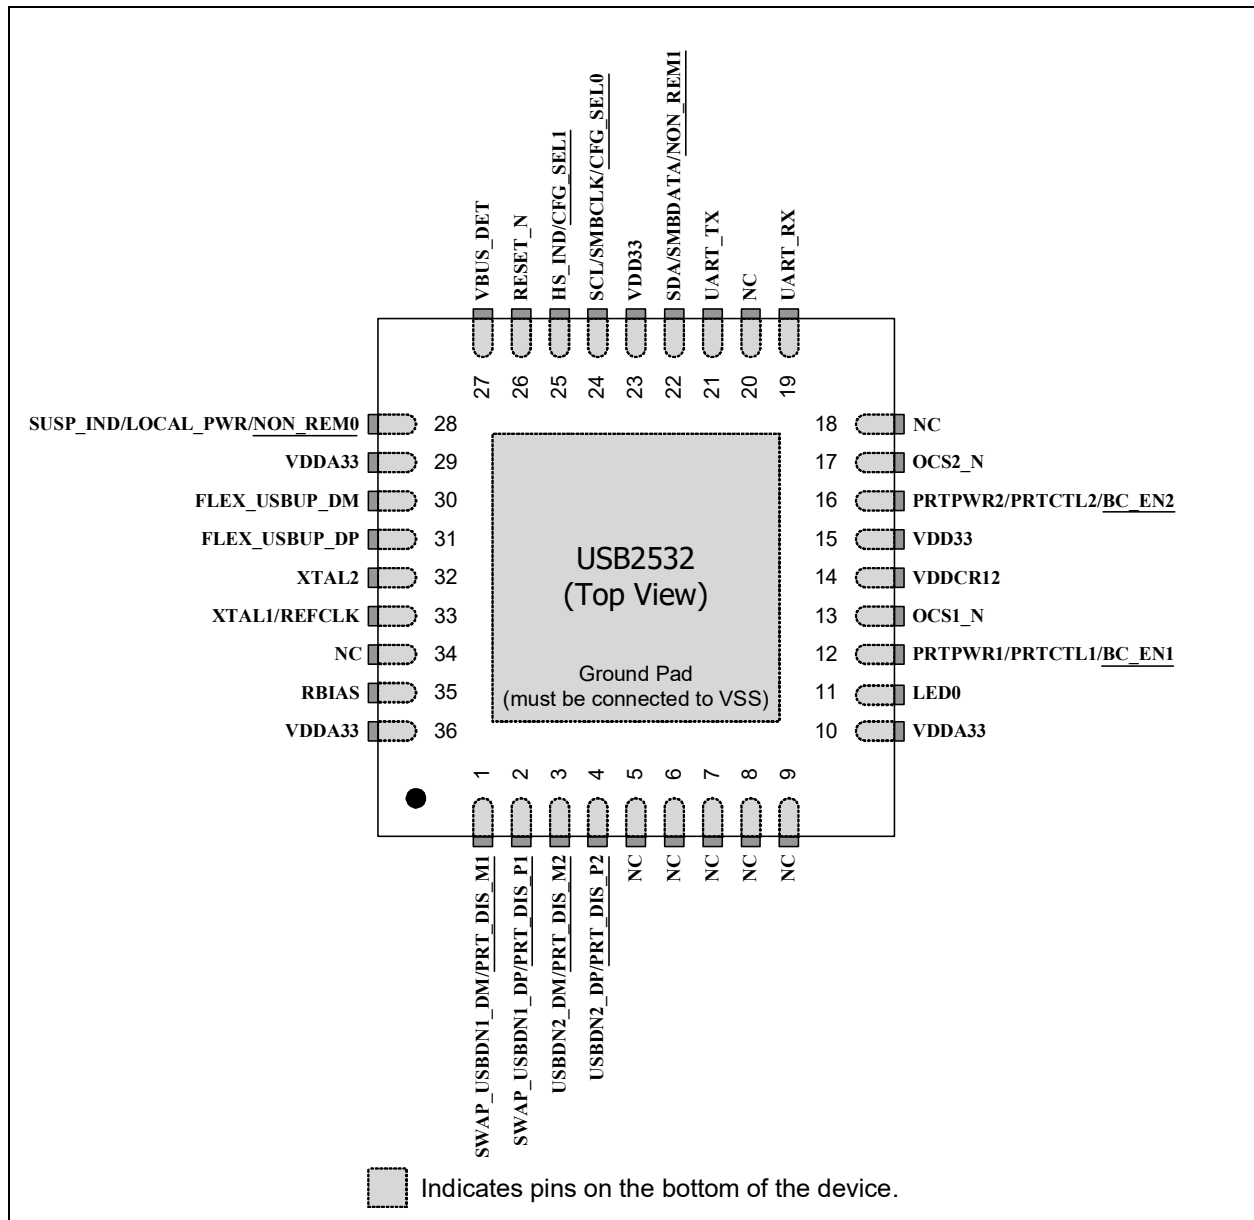 VBUS_DET
RESET_N
HS_IND/CFG_SEL1
SCL/SMBCLK/CFG_SEL0
VDD33
SDA/SMBDATA/NON_REM1
UART_TX
NC
UART_RX
27
26
25
24
23
22
21
20
19
SUSP_IND/LOCAL_PWR/NON_REM0 28
VDDA33 29
FLEX_USBUP_DM 30
FLEX_USBUP_DP 31
XTAL2 32
XTAL1/REFCLK 33
NC 34
RBIAS 35
VDDA33 36
USB2532
(Top View)
Ground Pad
(must be connected to VSS)
18 NC
17 OCS2_N
16 PRTPWR2/PRTCTL2/BC_EN2
15 VDD33
14 VDDCR12
13 OCS1_N
12 PRTPWR1/PRTCTL1/BC_EN1
11 LED0
10 VDDA33
1
2
3
4
5
6
7
8
9
SWAP_USBDN1_DM/PRT_DIS_M1
SWAP_USBDN1_DP/PRT_DIS_P1
USBDN2_DM/PRT_DIS_M2
USBDN2_DP/PRT_DIS_P2
NC
NC
NC
NC
NC
Indicates pins on the bottom of the device.